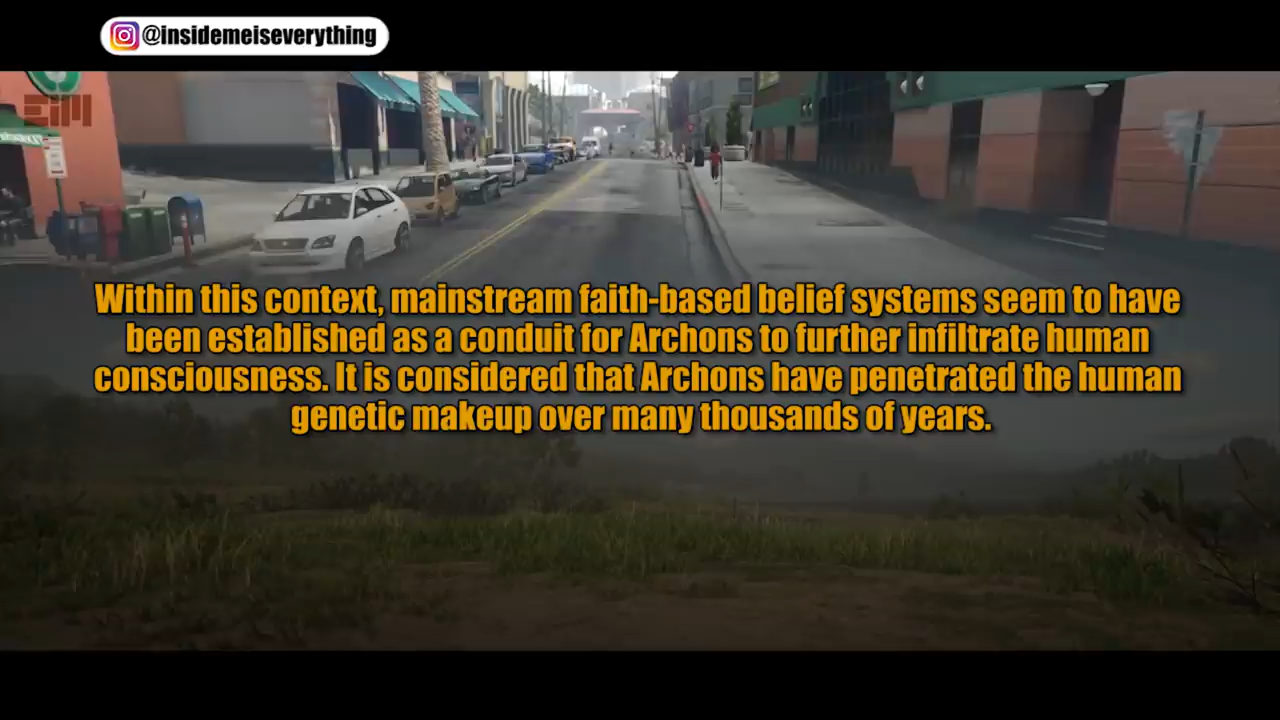 @insidemeiseverything
EIM
Within this context, mainstream faith-based belief systems seem to have
been established as a conduit for Archons to further infiltrate human
consciousness. It is considered that Archons have penetrated the human
genetic makeup over many thousands of years.